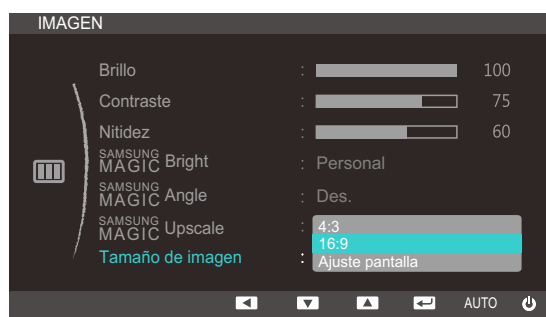 IMAGEN
Brillo : 100
Contraste : 75
Nitidez : 60
SAMSUNG MAGIC Bright : Personal
SAMSUNG MAGIC Angle : Des.
SAMSUNG MAGIC Upscale :
4:3
16:9
Tamaño de imagen :
Ajuste pantalla
AUTO